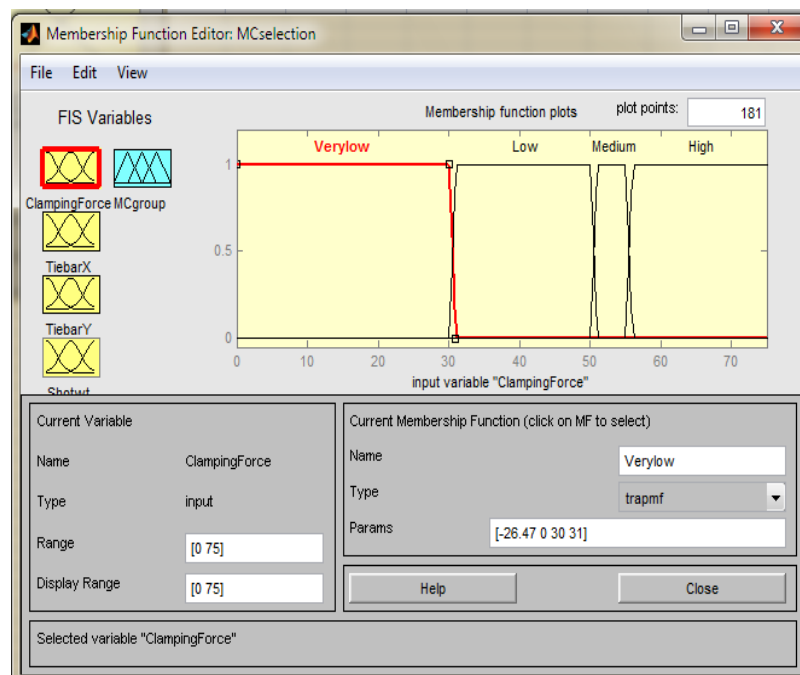 Membership Function Editor: MCselection
File Edit View
FIS Variables
Membership function plots
plot points:
181
Verylow
Low
Medium
High
1
0.5
0
0 10 20 30 40 50 60 70
input variable "ClampingForce"
ClampingForce MCgroup
TiebarX
TiebarY
Shotwt
Current Variable
Name ClampingForce
Type input
Range [0 75]
Display Range [0 75]
Current Membership Function (click on MF to select)
Name Verylow
Type trapmf
Params [-26.47 0 30 31]
Help Close
Selected variable "ClampingForce"